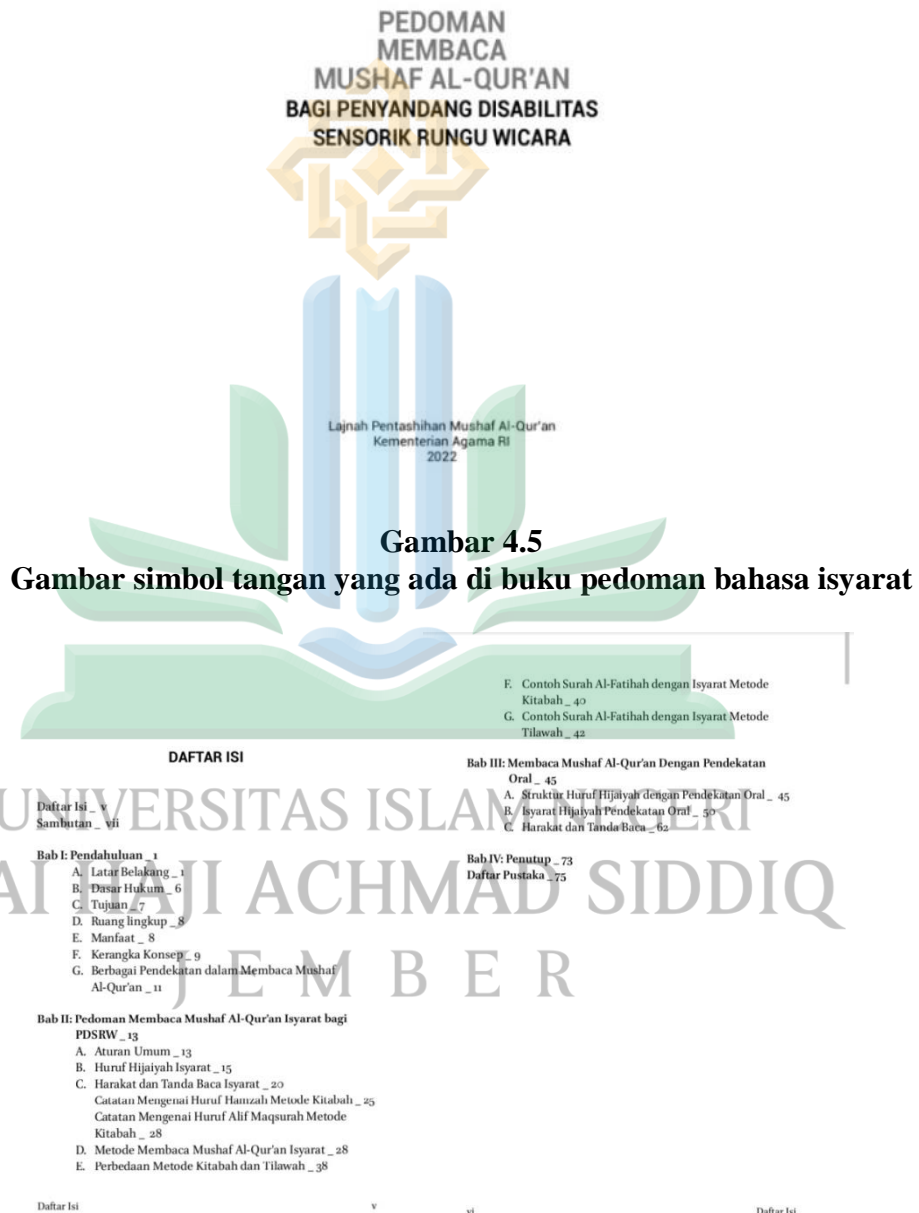 PEDOMAN
MEMBACA
MUSHAF AL-QUR'AN
BAGI PENYANDANG DISABILITAS
SENSORIK RUNGU WICARA
Lajnah Pentashihan Mushaf Al-Qur'an
Kementerian Agama RI
2022
Gambar 4.5
Gambar simbol tangan yang ada di buku pedoman bahasa isyarat
DAFTAR ISI
Daftar Isi _ v
Sambutan _ vii
Bab I: Pendahuluan _ 1
A. Latar Belakang _ 1
B. Dasar Hukum _ 6
C. Tujuan _ 7
D. Ruang lingkup _ 8
E. Manfaat _ 8
F. Kerangka Konsep _ 9
G. Berbagai Pendekatan dalam Membaca Mushaf
Al-Qur'an _ 11
Bab II: Pedoman Membaca Mushaf Al-Qur'an Isyarat bagi
PDSRW _ 13
A. Aturan Umum _ 13
B. Huruf Hijaiyah Isyarat _ 15
C. Harakat dan Tanda Baca Isyarat _ 20
Catatan Mengenai Huruf Hamzah Metode Kitabah _ 25
Catatan Mengenai Huruf Alif Maqsurah Metode
Kitabah _ 28
D. Metode Membaca Mushaf Al-Qur'an Isyarat _ 28
E. Perbedaan Metode Kitabah dan Tilawah _ 38
Daftar Isi v
F. Contoh Surah Al-Fatihah dengan Isyarat Metode
Kitabah _ 40
G. Contoh Surah Al-Fatihah dengan Isyarat Metode
Tilawah _ 42
Bab III: Membaca Mushaf Al-Qur'an Dengan Pendekatan
Oral _ 45
A. Struktur Huruf Hijaiyah dengan Pendekatan Oral _ 45
B. Isyarat Hijaiyah Pendekatan Oral _ 50
C. Harakat dan Tanda Baca _ 62
Bab IV: Penutup _ 73
Daftar Pustaka _ 75
vi Daftar Isi
UNIVERSITAS ISLAM NEGERI
AI HAJI ACHMAD SIDDIQ
JEMBER